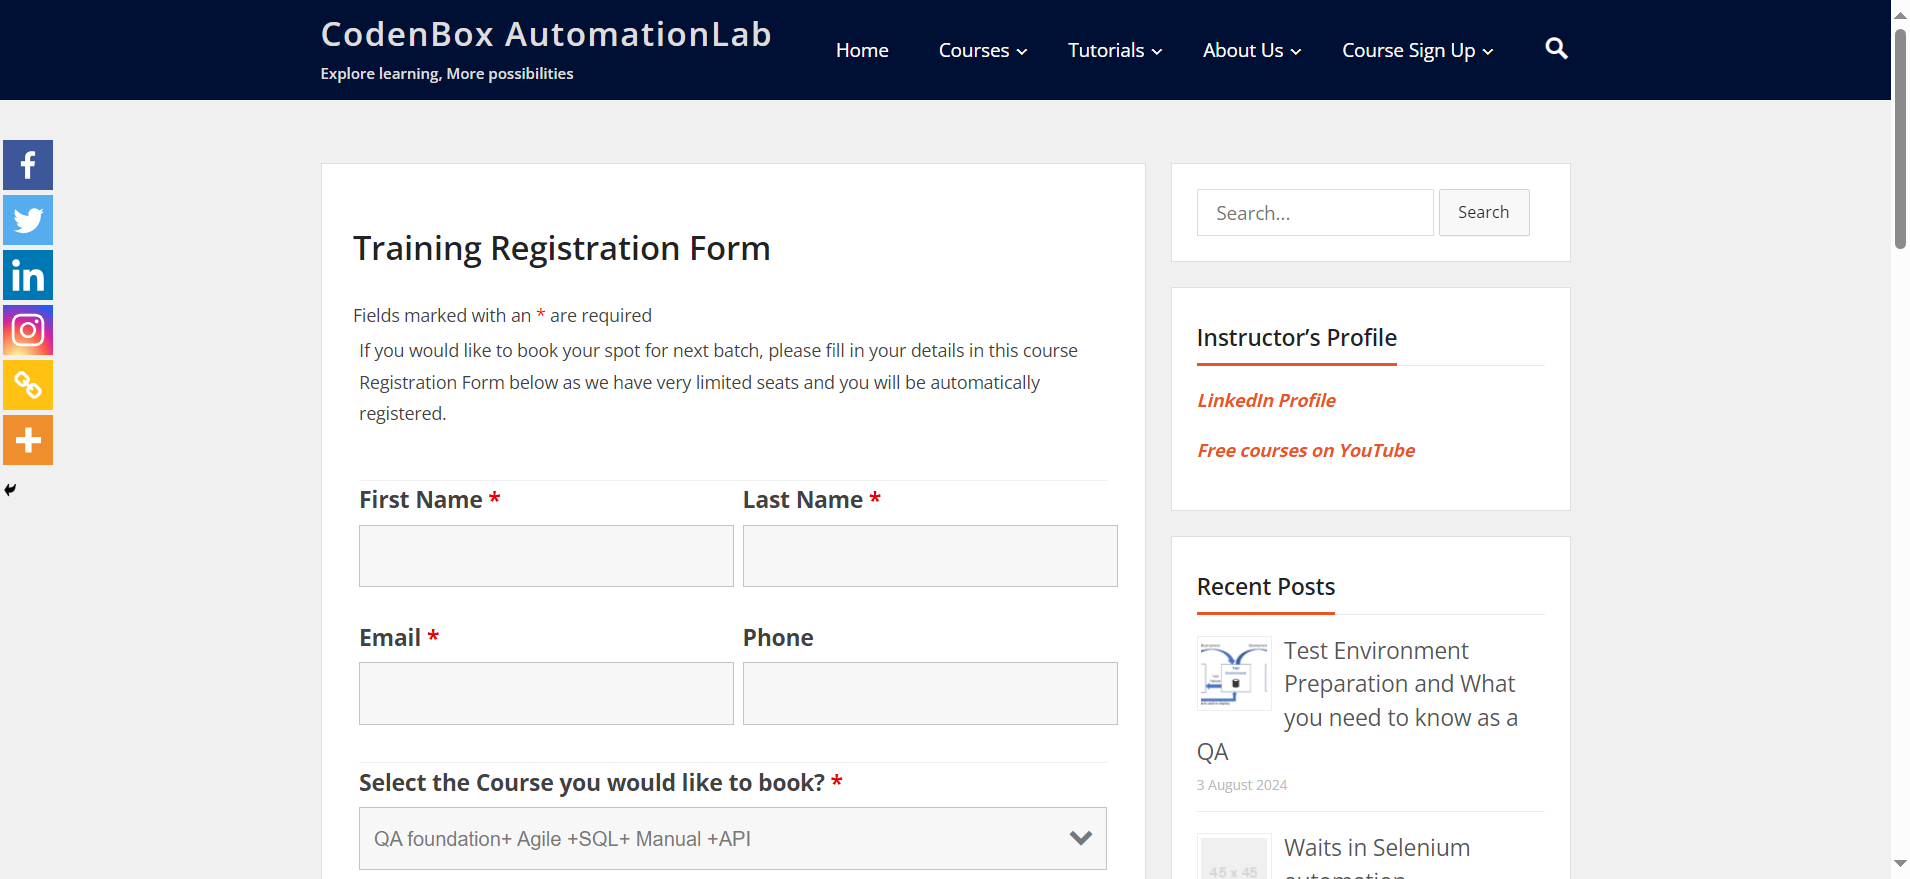 CodenBox AutomationLab
Explore learning, More possibilities
Home
Courses
Tutorials
About Us
Course Sign Up
Training Registration Form
Fields marked with an * are required
If you would like to book your spot for next batch, please fill in your details in this course
Registration Form below as we have very limited seats and you will be automatically
registered.
First Name *
Last Name *
Email *
Phone
Select the Course you would like to book? *
QA foundation+ Agile +SQL+ Manual +API
Search...
Search
Instructor’s Profile
LinkedIn Profile
Free courses on YouTube
Recent Posts
Test Environment
Preparation and What
you need to know as a
QA
3 August 2024
45 x 45
Waits in Selenium
automation